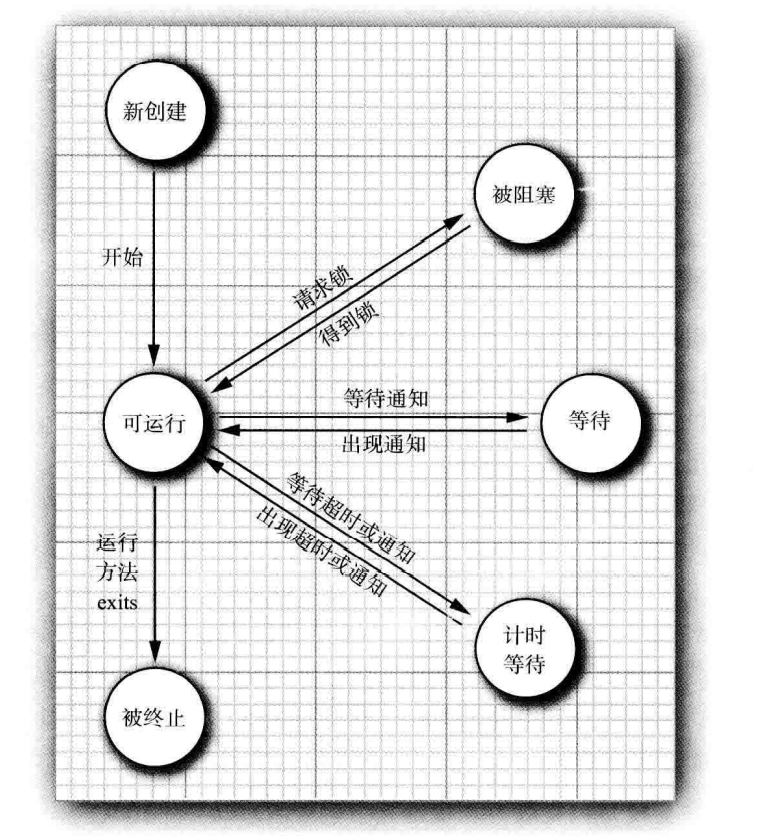 新创建
被阻塞
开始
请求锁
得到锁
等待通知
可运行
等待
出现通知
等待超时或通知
出现超时或通知
运行
方法
exits
计时
等待
被终止